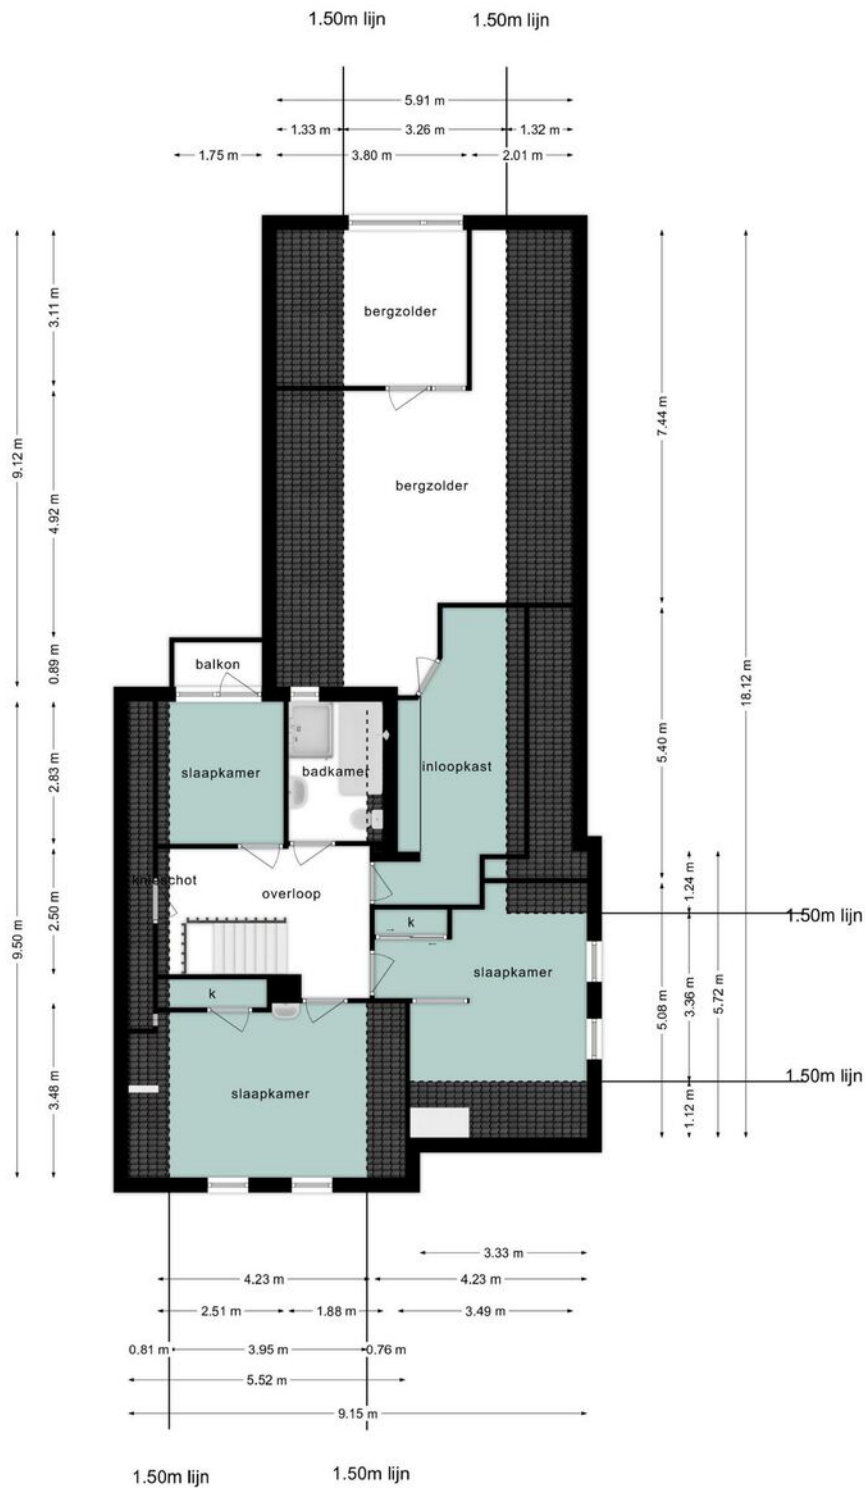 1.50m lijn
1.50m lijn
5.91 m
1.33 m
3.26 m
1.32 m
1.75 m
3.80 m
2.01 m
3.11 m
bergzolder
7.44 m
9.12 m
4.92 m
bergzolder
18.12 m
0.89 m
balkon
5.40 m
slaapkamer
badkamer
inloopkast
2.83 m
knieschot
overloop
1.24 m
2.50 m
9.50 m
k
1.50m lijn
slaapkamer
k
5.08 m
3.36 m
5.72 m
3.48 m
slaapkamer
1.50m lijn
1.12 m
3.33 m
4.23 m
4.23 m
2.51 m
1.88 m
3.49 m
0.81 m
3.95 m
0.76 m
5.52 m
9.15 m
1.50m lijn
1.50m lijn